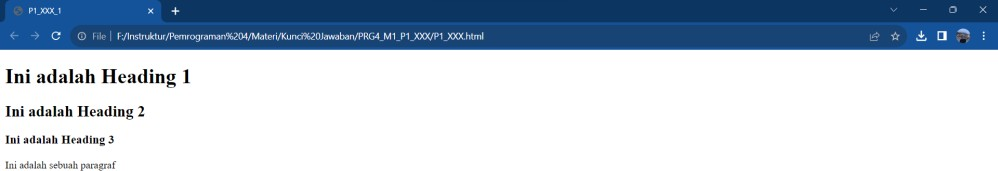 P1_XXX_1
File | F:/Instruktur/Pemrograman%204/Materi/Kunci%20Jawaban/PRG4_M1_P1_XXX/P1_XXX.html
Ini adalah Heading 1
Ini adalah Heading 2
Ini adalah Heading 3
Ini adalah sebuah paragraf